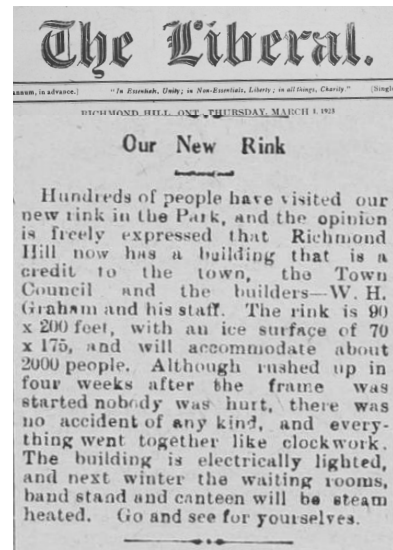 The Liberal.
annum, in advance.) "In Essentials, Unity; in Non-Essentials, Liberty; in all things, Charity." [Singl
RICHMOND HILL, ONT., THURSDAY, MARCH 1, 1923
Our New Rink
Hundreds of people have visited our
new rink in the Park, and the opinion
is freely expressed that Richmond
Hill now has a building that is a
credit to the town, the Town
Council and the builders—W. H.
Graham and his staff. The rink is 90
x 200 feet, with an ice surface of 70
x 175, and will accommodate about
2000 people. Although rushed up in
four weeks after the frame was
started nobody was hurt, there was
no accident of any kind, and every-
thing went together like clockwork.
The building is electrically lighted,
and next winter the waiting rooms,
band stand and canteen will be steam
heated. Go and see for yourselves.